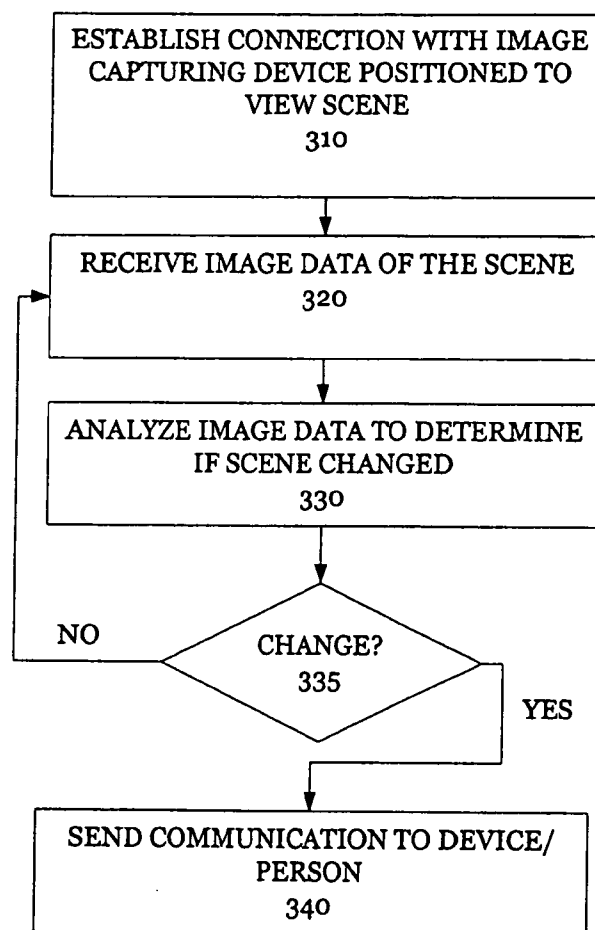 ESTABLISH CONNECTION WITH IMAGE
CAPTURING DEVICE POSITIONED TO
VIEW SCENE
310
RECEIVE IMAGE DATA OF THE SCENE
320
ANALYZE IMAGE DATA TO DETERMINE
IF SCENE CHANGED
330
NO
CHANGE?
335
YES
SEND COMMUNICATION TO DEVICE/
PERSON
340